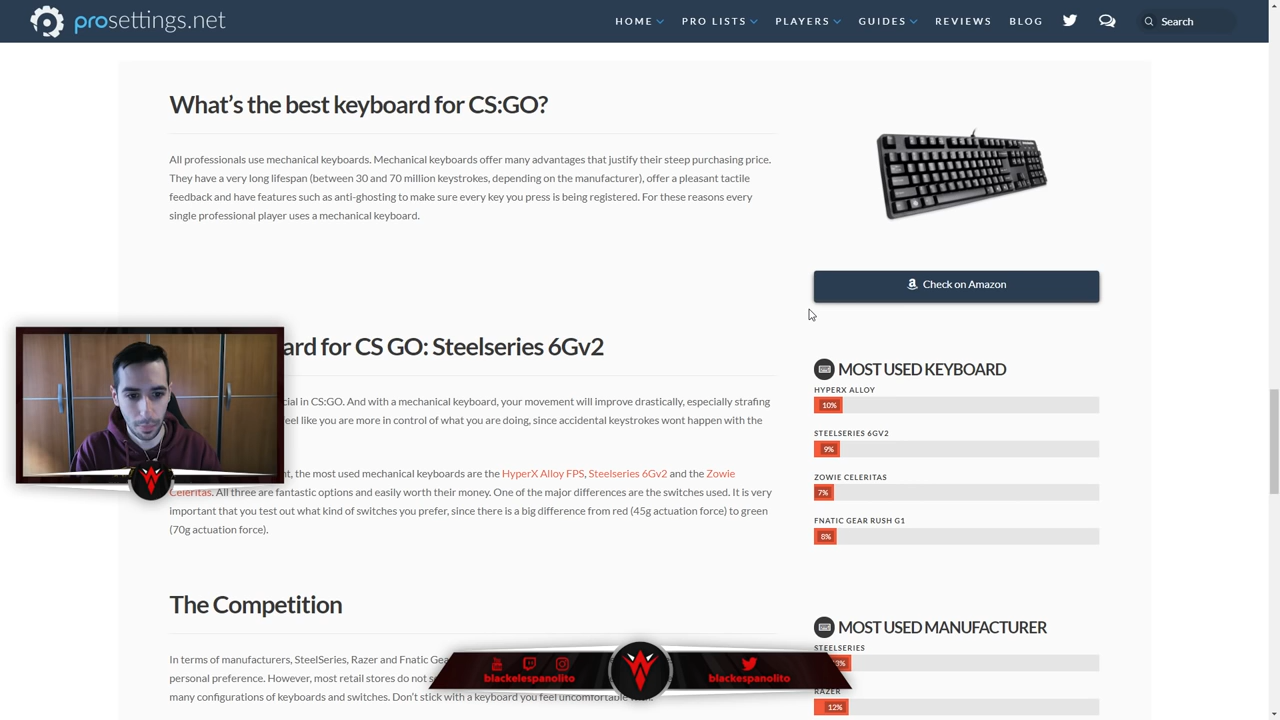 prosettings.net
HOME
PRO LISTS
PLAYERS
GUIDES
REVIEWS
BLOG
Search
What's the best keyboard for CS:GO?
All professionals use mechanical keyboards. Mechanical keyboards offer many advantages that justify their steep purchasing price.
They have a very long lifespan (between 30 and 70 million keystrokes, depending on the manufacturer), offer a pleasant tactile
feedback and have features such as anti-ghosting to make sure every key you press is being registered. For these reasons every
single professional player uses a mechanical keyboard.
Check on Amazon
ard for CS GO: Steelseries 6Gv2
cial in CS:GO. And with a mechanical keyboard, your movement will improve drastically, especially strafing
eel like you are more in control of what you are doing, since accidental keystrokes wont happen with the
nt, the most used mechanical keyboards are the HyperX Alloy FPS, Steelseries 6Gv2 and the Zowie
Celeritas. All three are fantastic options and easily worth their money. One of the major differences are the switches used. It is very
important that you test out what kind of switches you prefer, since there is a big difference from red (45g actuation force) to green
(70g actuation force).
The Competition
In terms of manufacturers, SteelSeries, Razer and Fnatic Gea
personal preference. However, most retail stores do not s
many configurations of keyboards and switches. Don't stick with a keyboard you feel uncomfortable
MOST USED KEYBOARD
HYPERX ALLOY
10%
STEELSERIES 6GV2
9%
ZOWIE CELERITAS
7%
FNATIC GEAR RUSH G1
8%
MOST USED MANUFACTURER
STEELSERIES
3%
RAZER
12%
blackelespanolito
blackespanolito